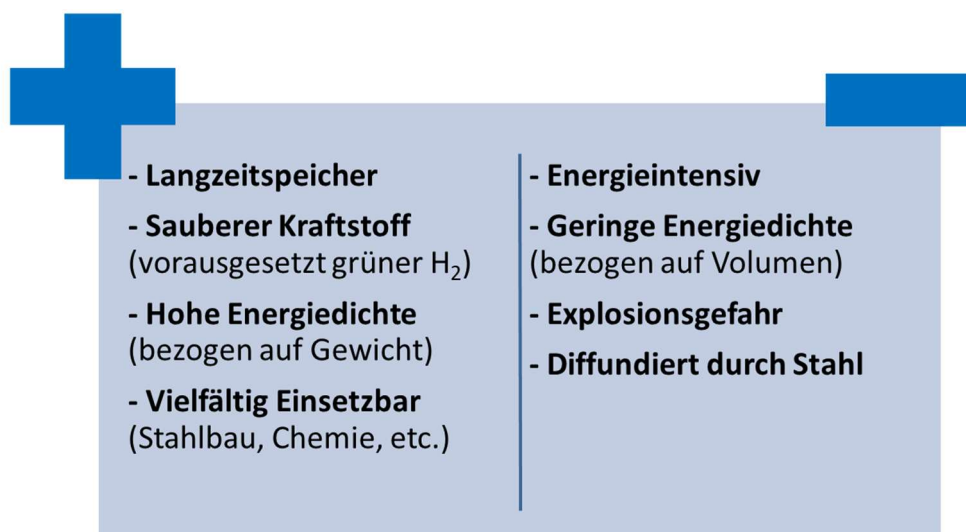 - Langzeitspeicher
- Sauberer Kraftstoff
(vorausgesetzt grüner H₂)
- Hohe Energiedichte
(bezogen auf Gewicht)
- Vielfältig Einsetzbar
(Stahlbau, Chemie, etc.)
- Energieintensiv
- Geringe Energiedichte
(bezogen auf Volumen)
- Explosionsgefahr
- Diffundiert durch Stahl